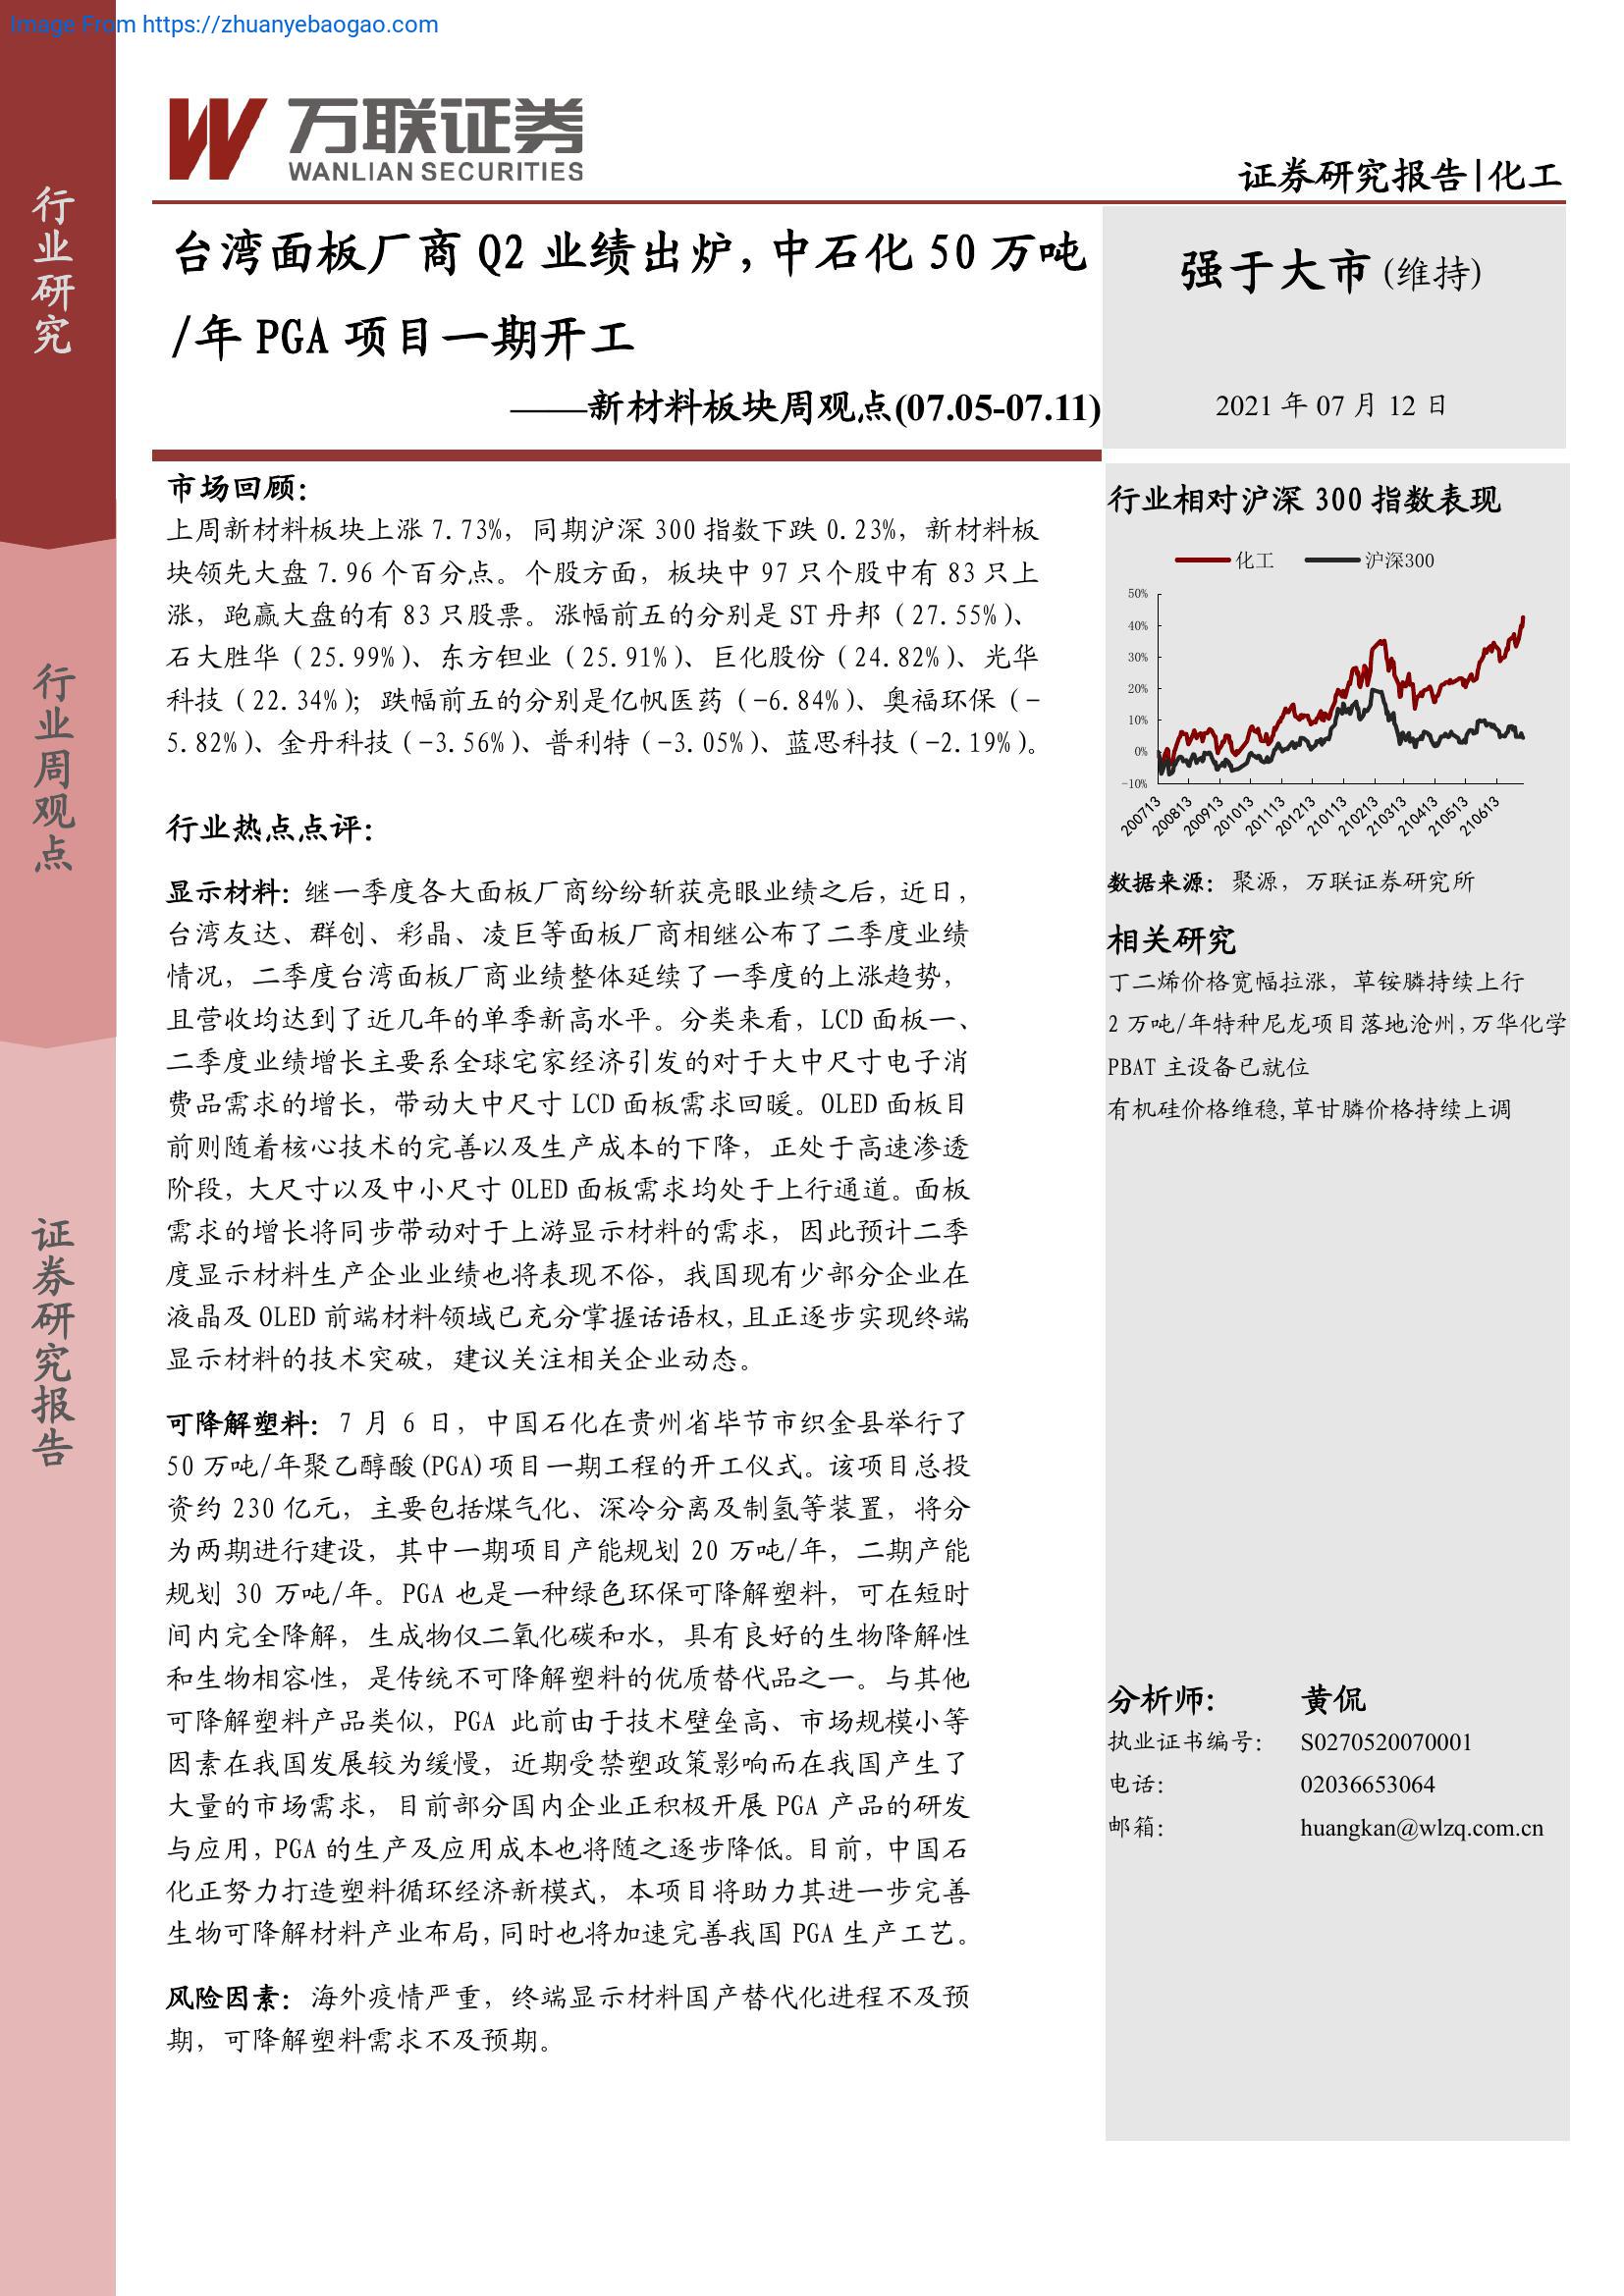 Image From https://zhuanyebaogao.com
万联证券
WANLIAN SECURITIES
证券研究报告|化工
行业研究
行业周观点
证券研究报告
台湾面板厂商 Q2 业绩出炉，中石化 50 万吨
/年 PGA 项目一期开工
——新材料板块周观点(07.05-07.11)
强于大市(维持)
2021 年 07 月 12 日
市场回顾：
上周新材料板块上涨 7.73%，同期沪深 300 指数下跌 0.23%，新材料板
块领先大盘 7.96 个百分点。个股方面，板块中 97 只个股中有 83 只上
涨，跑赢大盘的有 83 只股票。涨幅前五的分别是 ST 丹邦（27.55%）、
石大胜华（25.99%）、东方钽业（25.91%）、巨化股份（24.82%）、光华
科技（22.34%）；跌幅前五的分别是亿帆医药（-6.84%）、奥福环保（-
5.82%）、金丹科技（-3.56%）、普利特（-3.05%）、蓝思科技（-2.19%）。
行业热点点评：
显示材料：继一季度各大面板厂商纷纷斩获亮眼业绩之后，近日，
台湾友达、群创、彩晶、凌巨等面板厂商相继公布了二季度业绩
情况，二季度台湾面板厂商业绩整体延续了一季度的上涨趋势，
且营收均达到了近几年的单季新高水平。分类来看，LCD 面板一、
二季度业绩增长主要系全球宅家经济引发的对于大中尺寸电子消
费品需求的增长，带动大中尺寸 LCD 面板需求回暖。OLED 面板目
前则随着核心技术的完善以及生产成本的下降，正处于高速渗透
阶段，大尺寸以及中小尺寸 OLED 面板需求均处于上行通道。面板
需求的增长将同步带动对于上游显示材料的需求，因此预计二季
度显示材料生产企业业绩也将表现不俗，我国现有少部分企业在
液晶及 OLED 前端材料领域已充分掌握话语权，且正逐步实现终端
显示材料的技术突破，建议关注相关企业动态。
可降解塑料：7 月 6 日，中国石化在贵州省毕节市织金县举行了
50 万吨/年聚乙醇酸(PGA)项目一期工程的开工仪式。该项目总投
资约 230 亿元，主要包括煤气化、深冷分离及制氢等装置，将分
为两期进行建设，其中一期项目产能规划 20 万吨/年，二期产能
规划 30 万吨/年。PGA 也是一种绿色环保可降解塑料，可在短时
间内完全降解，生成物仅二氧化碳和水，具有良好的生物降解性
和生物相容性，是传统不可降解塑料的优质替代品之一。与其他
可降解塑料产品类似，PGA 此前由于技术壁垒高、市场规模小等
因素在我国发展较为缓慢，近期受禁塑政策影响而在我国产生了
大量的市场需求，目前部分国内企业正积极开展 PGA 产品的研发
与应用，PGA 的生产及应用成本也将随之逐步降低。目前，中国石
化正努力打造塑料循环经济新模式，本项目将助力其进一步完善
生物可降解材料产业布局，同时也将加速完善我国 PGA 生产工艺。
风险因素：海外疫情严重，终端显示材料国产替代化进程不及预
期，可降解塑料需求不及预期。
行业相对沪深 300 指数表现
化工 沪深300
50%
40%
30%
20%
10%
0%
-10%
200713 200813 200913 201013 201113 201213 210113 210213 210313 210413 210513 210613
数据来源：聚源，万联证券研究所
相关研究
丁二烯价格宽幅拉涨，草铵膦持续上行
2 万吨/年特种尼龙项目落地沧州，万华化学
PBAT 主设备已就位
有机硅价格维稳，草甘膦价格持续上调
分析师： 黄侃
执业证书编号： S0270520070001
电话： 02036653064
邮箱： huangkan@wlzq.com.cn